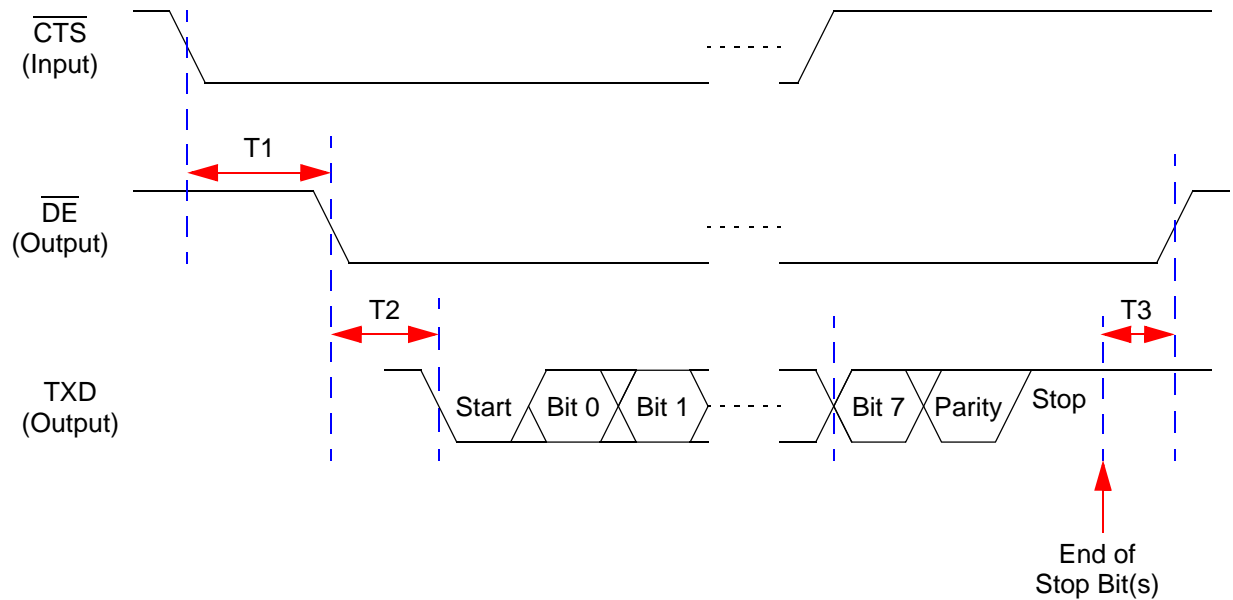 CTS
(Input)
T1
DE
(Output)
T2
T3
TXD
(Output)
Start
Bit 0
Bit 1
Bit 7
Parity
Stop
End of
Stop Bit(s)